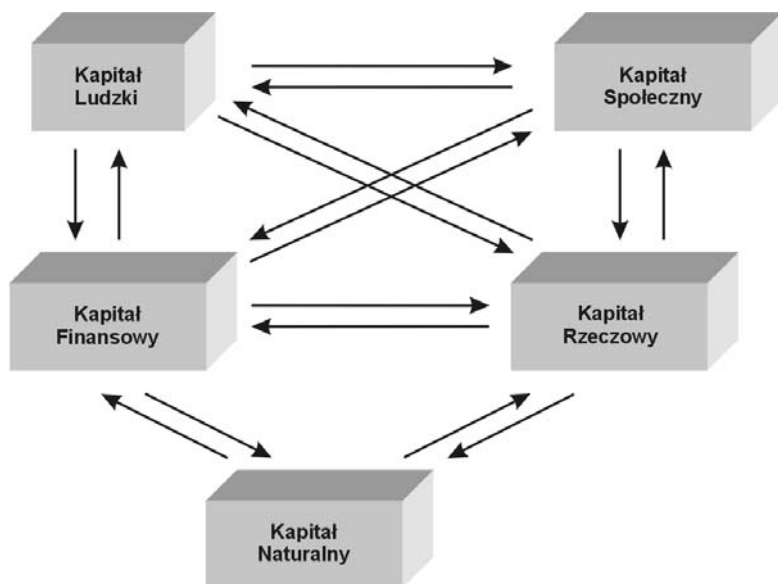 Kapitał
Ludzki
Kapitał
Społeczny
Kapitał
Finansowy
Kapitał
Rzeczowy
Kapitał
Naturalny